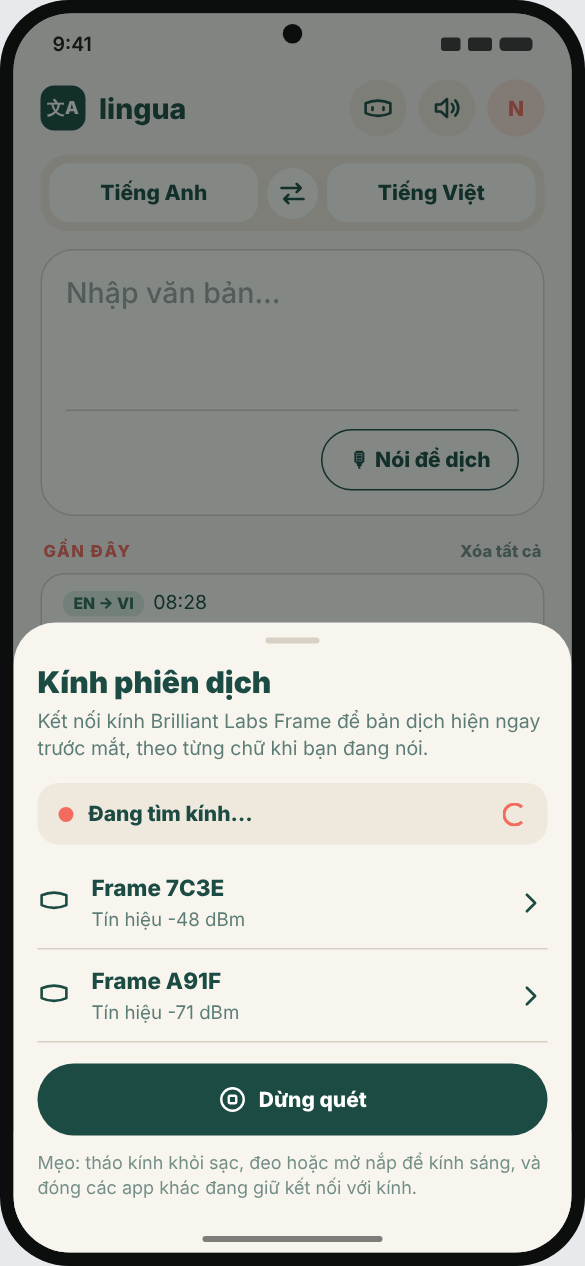 9:41
文A lingua N
Tiếng Anh Tiếng Việt
Nhập văn bản...
Nói để dịch
GẦN ĐÂY Xóa tất cả
EN → VI 08:28
Kính phiên dịch
Kết nối kính Brilliant Labs Frame để bản dịch hiện ngay
trước mắt, theo từng chữ khi bạn đang nói.
Đang tìm kính...
Frame 7C3E
Tín hiệu -48 dBm
Frame A91F
Tín hiệu -71 dBm
Dừng quét
Mẹo: tháo kính khỏi sạc, đeo hoặc mở nắp để kính sáng, và
đóng các app khác đang giữ kết nối với kính.